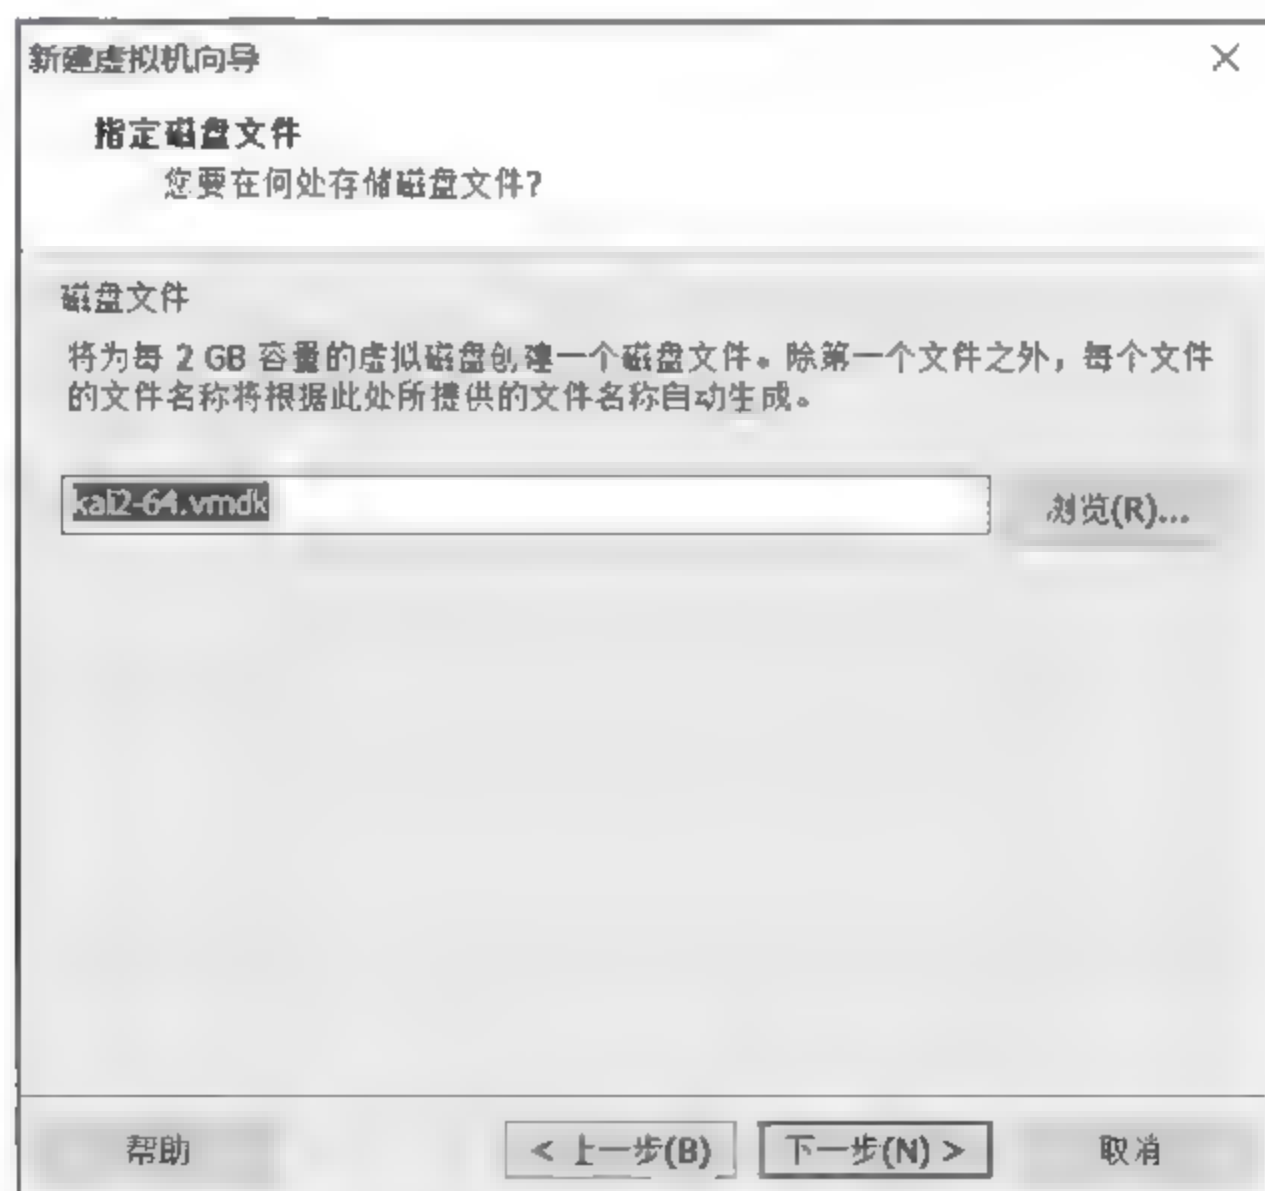 新建虚拟机向导
指定磁盘文件
您要在何处存储磁盘文件?
磁盘文件
将为每 2 GB 容量的虚拟磁盘创建一个磁盘文件。除第一个文件之外，每个文件
的文件名称将根据此处所提供的文件名称自动生成。
kali2-64.vmdk
浏览(R)...
帮助
< 上一步(B)
下一步(N) >
取消